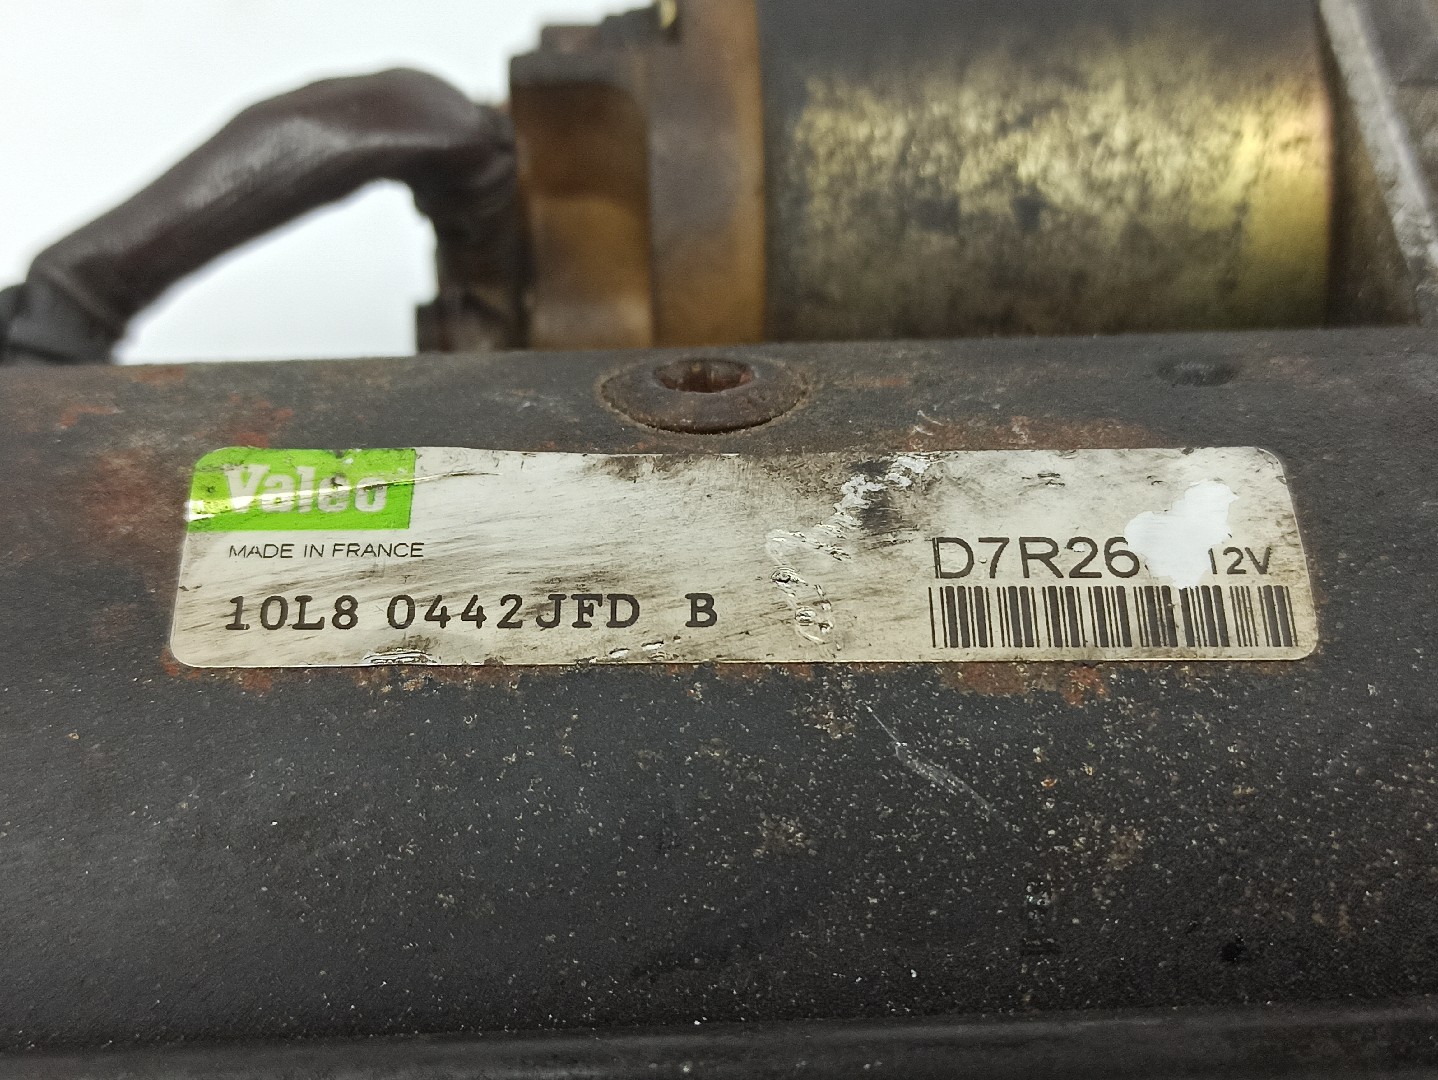 Valeo
MADE IN FRANCE
10L8 0442JFD B
D7R26 12V